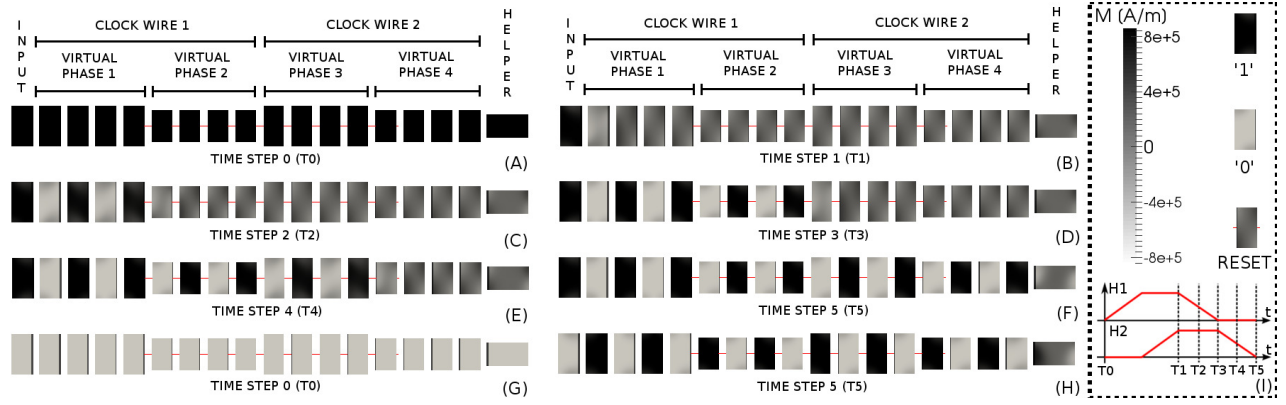 INPUT
CLOCK WIRE 1
CLOCK WIRE 2
HELPER
VIRTUAL PHASE 1
VIRTUAL PHASE 2
VIRTUAL PHASE 3
VIRTUAL PHASE 4
TIME STEP 0 (T0)
(A)
INPUT
CLOCK WIRE 1
CLOCK WIRE 2
HELPER
VIRTUAL PHASE 1
VIRTUAL PHASE 2
VIRTUAL PHASE 3
VIRTUAL PHASE 4
TIME STEP 1 (T1)
(B)
TIME STEP 2 (T2)
(C)
TIME STEP 3 (T3)
(D)
TIME STEP 4 (T4)
(E)
TIME STEP 5 (T5)
(F)
TIME STEP 0 (T0)
(G)
TIME STEP 5 (T5)
(H)
M [A/m]
8e+5
4e+5
0
-4e+5
-8e+5
'1'
'0'
RESET
H1
t
H2
t
T0
T1 T2 T3 T4 T5
(I)